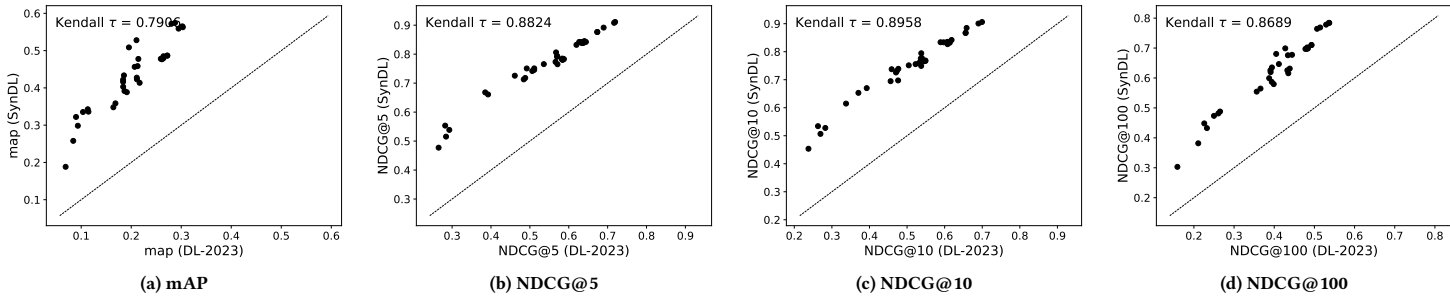 Kendall τ = 0.7906
map (SynDL)
0.6
0.5
0.4
0.3
0.2
0.1
0.1 0.2 0.3 0.4 0.5 0.6
map (DL-2023)
(a) mAP
Kendall τ = 0.8824
NDCG@5 (SynDL)
0.9
0.8
0.7
0.6
0.5
0.4
0.3
0.3 0.4 0.5 0.6 0.7 0.8 0.9
NDCG@5 (DL-2023)
(b) NDCG@5
Kendall τ = 0.8958
NDCG@10 (SynDL)
0.9
0.8
0.7
0.6
0.5
0.4
0.3
0.2
0.2 0.3 0.4 0.5 0.6 0.7 0.8 0.9
NDCG@10 (DL-2023)
(c) NDCG@10
Kendall τ = 0.8689
NDCG@100 (SynDL)
0.8
0.7
0.6
0.5
0.4
0.3
0.2
0.2 0.3 0.4 0.5 0.6 0.7 0.8
NDCG@100 (DL-2023)
(d) NDCG@100